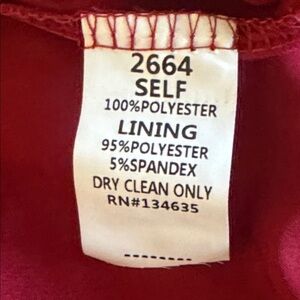 2664
SELF
100%POLYESTER
LINING
95%POLYESTER
5%SPANDEX
DRY CLEAN ONLY
RN#134635
---------